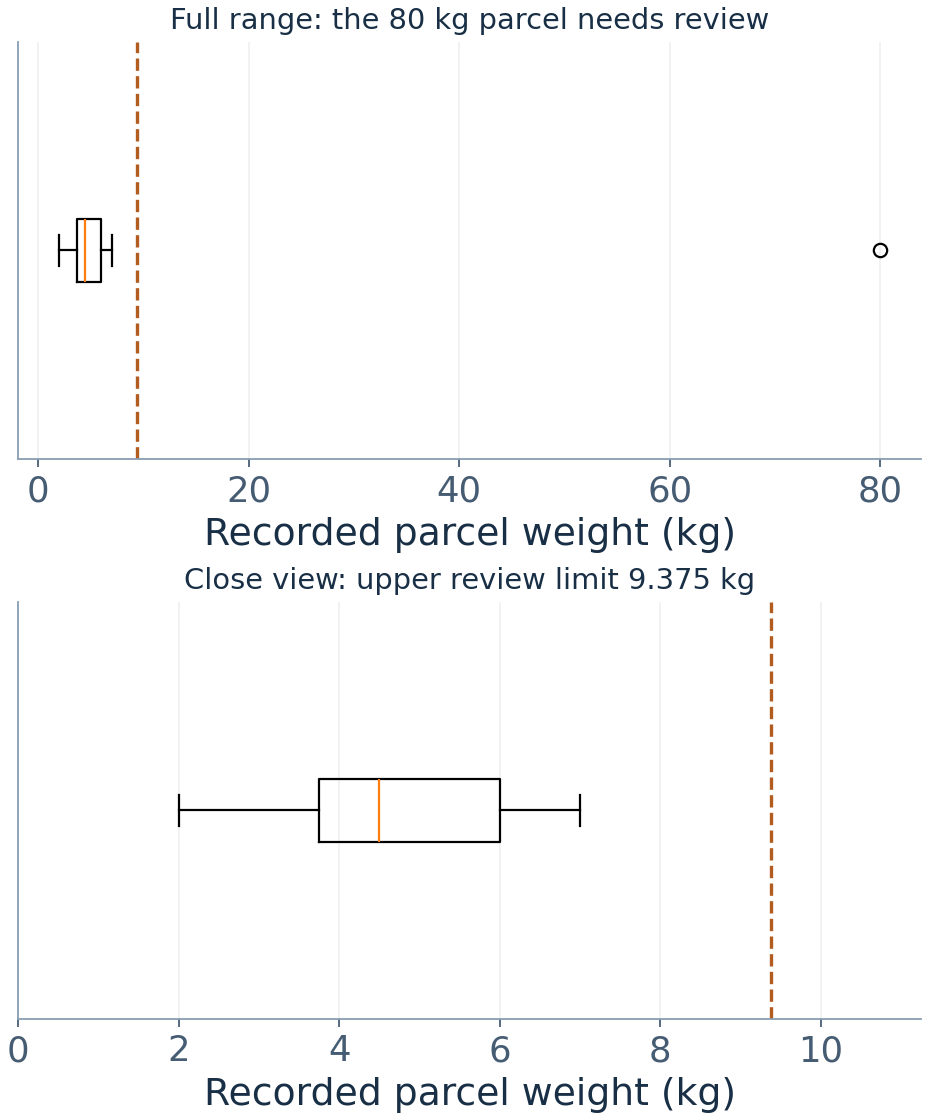 Full range: the 80 kg parcel needs review
0 20 40 60 80
Recorded parcel weight (kg)
Close view: upper review limit 9.375 kg
0 2 4 6 8 10
Recorded parcel weight (kg)